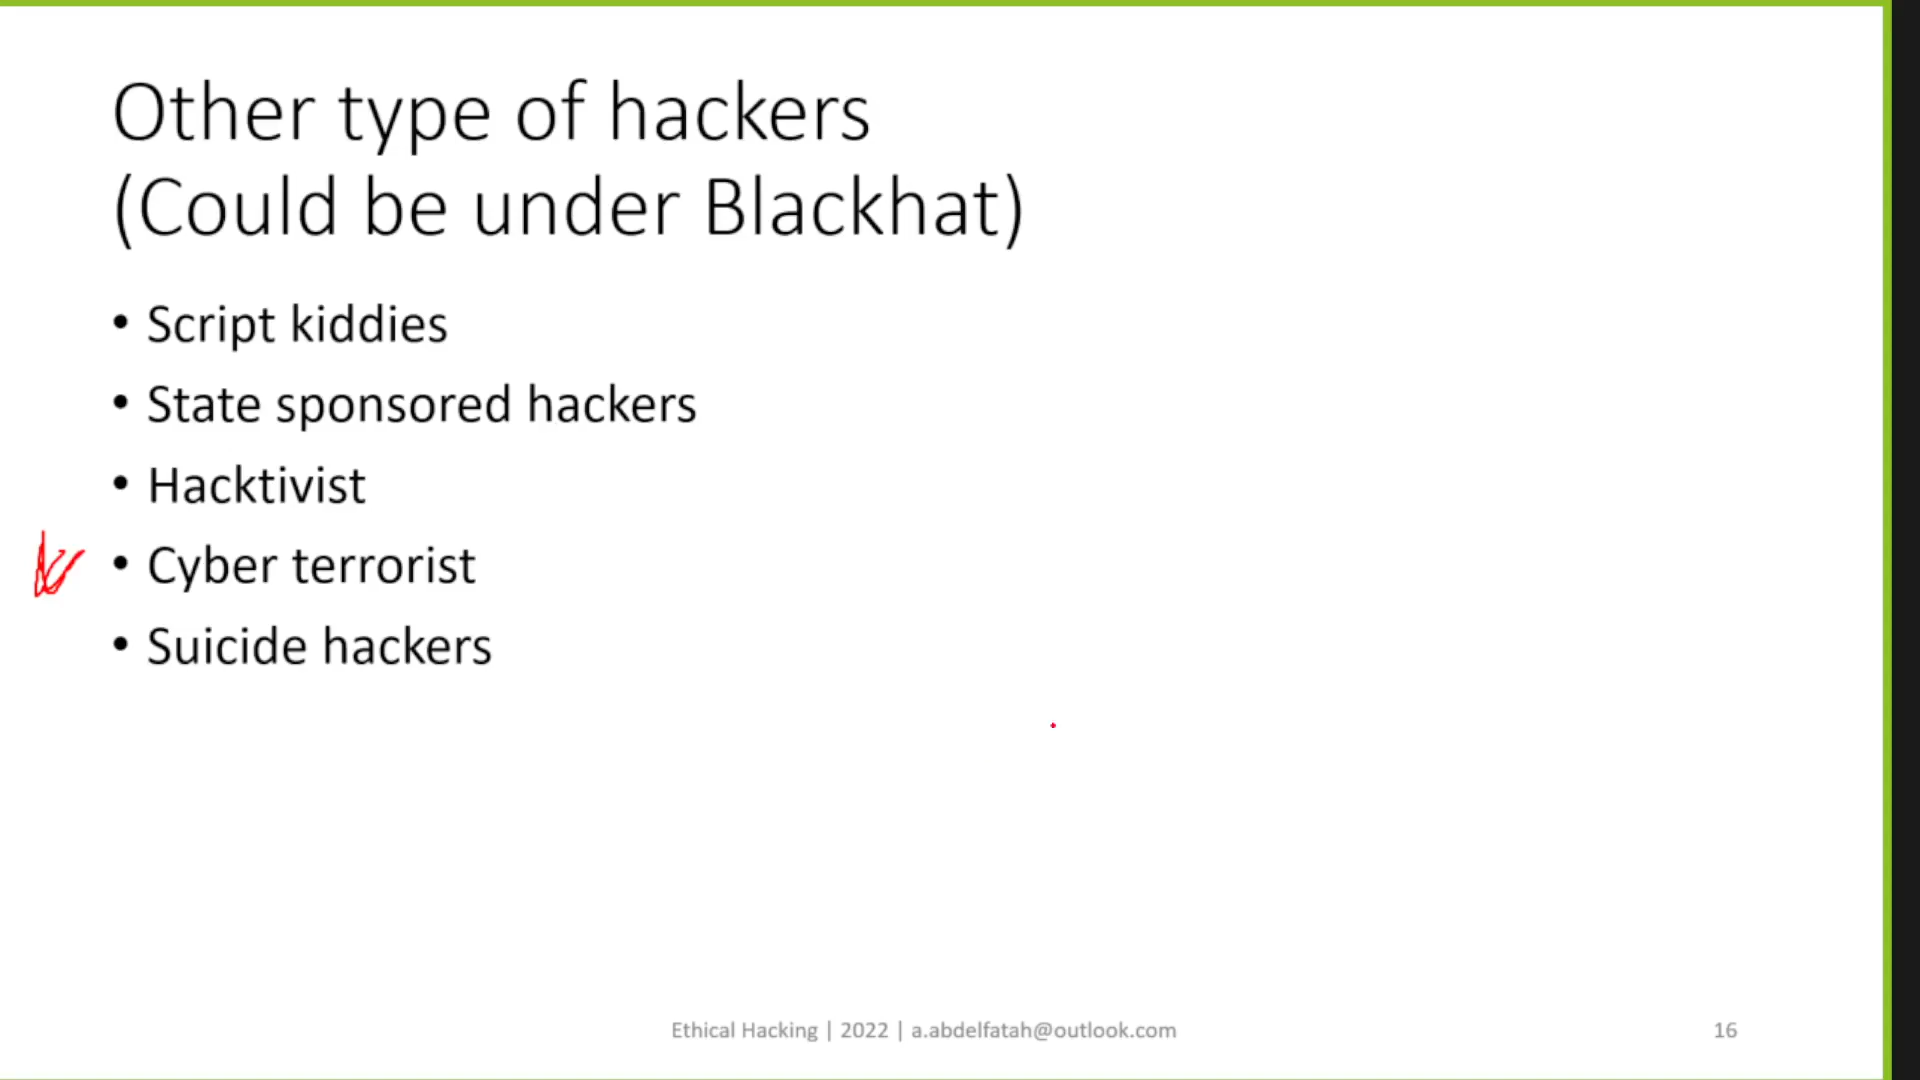 Other type of hackers
(Could be under Blackhat)
• Script kiddies
• State sponsored hackers
• Hacktivist
• Cyber terrorist
• Suicide hackers
Ethical Hacking | 2022 | a.abdelfatah@outlook.com
16